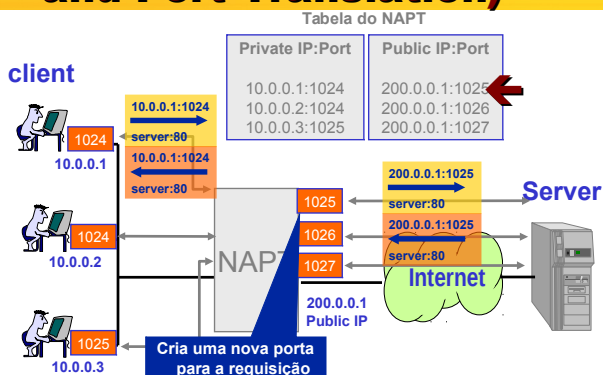 and Port Translation)
Tabela do NAPT
Private IP:Port Public IP:Port
10.0.0.1:1024 200.0.0.1:1025
10.0.0.2:1024 200.0.0.1:1026
10.0.0.3:1025 200.0.0.1:1027
client
1024
10.0.0.1
10.0.0.1:1024
server:80
10.0.0.1:1024
server:80
1024
10.0.0.2
1025
10.0.0.3
NAPT
1025
1026
1027
200.0.0.1
Public IP
Cria uma nova porta
para a requisição
200.0.0.1:1025
server:80
200.0.0.1:1025
server:80
Internet
Server